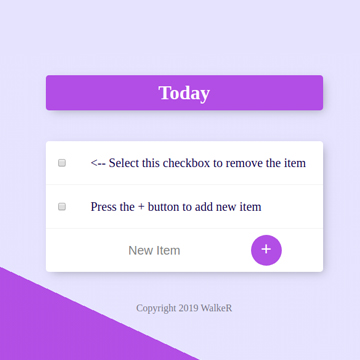 Today
<-- Select this checkbox to remove the item
Press the + button to add new item
New Item
+
Copyright 2019 WalkeR